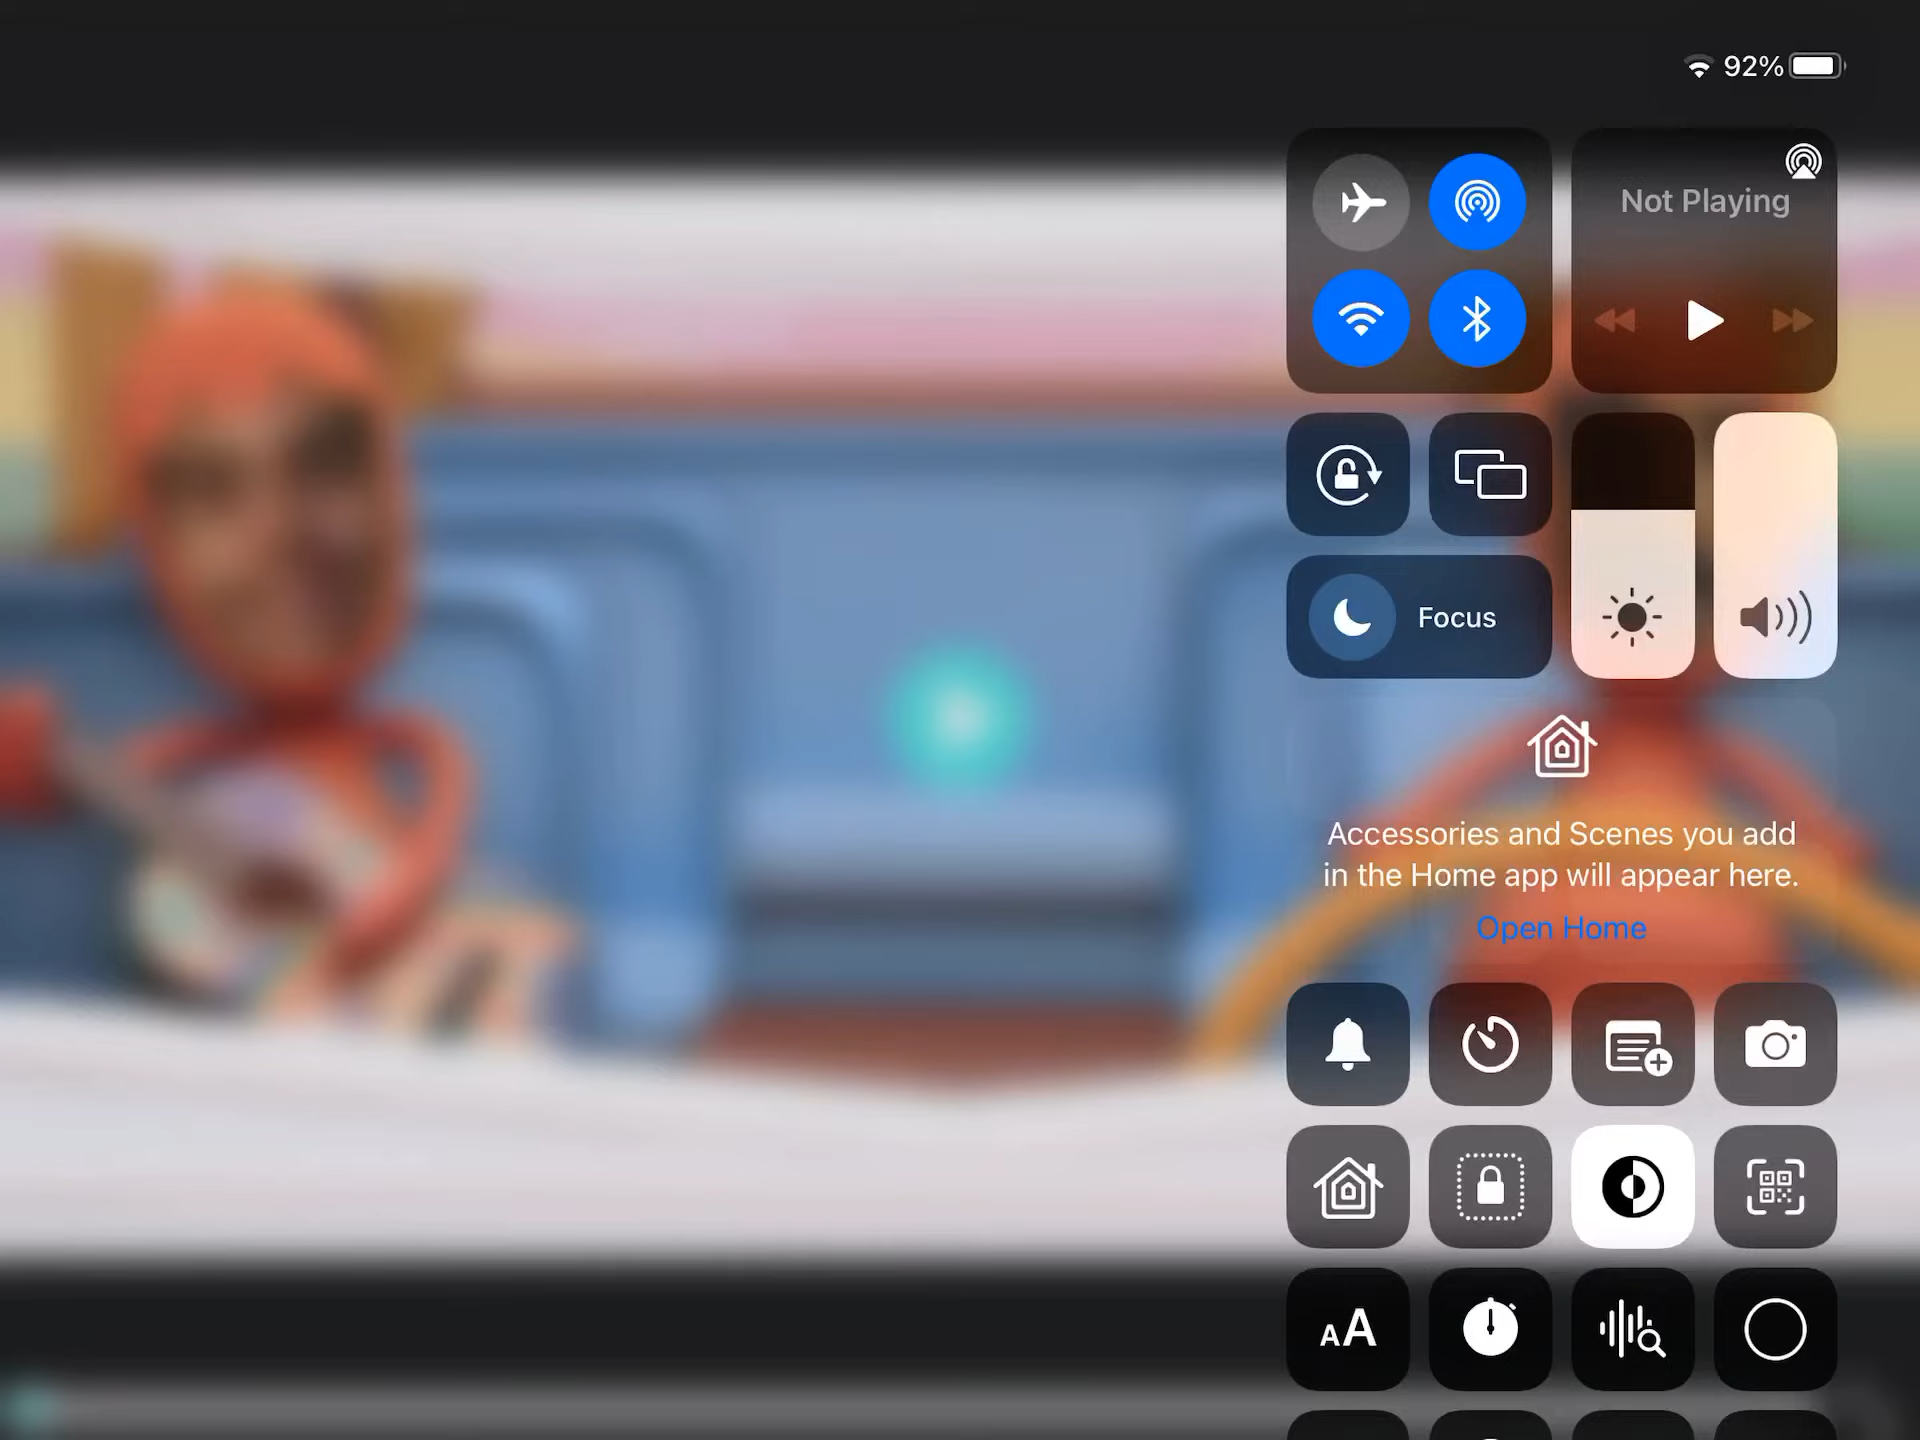 92%
Not Playing
Focus
Accessories and Scenes you add
in the Home app will appear here.
Open Home
AA